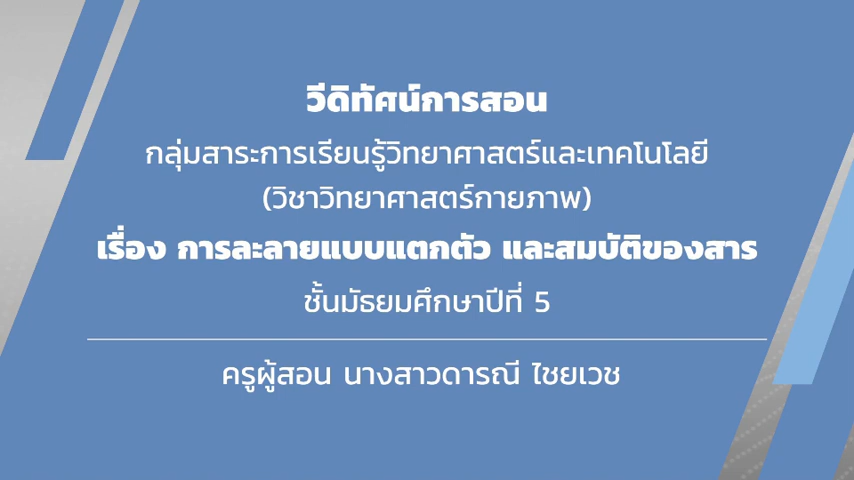 วีดิทัศน์การสอน
กลุ่มสาระการเรียนรู้วิทยาศาสตร์และเทคโนโลยี
(วิชาวิทยาศาสตร์กายภาพ)
เรื่อง การละลายแบบแตกตัว และสมบัติของสาร
ชั้นมัธยมศึกษาปีที่ 5
ครูผู้สอน นางสาวดารณี ไชยเวช